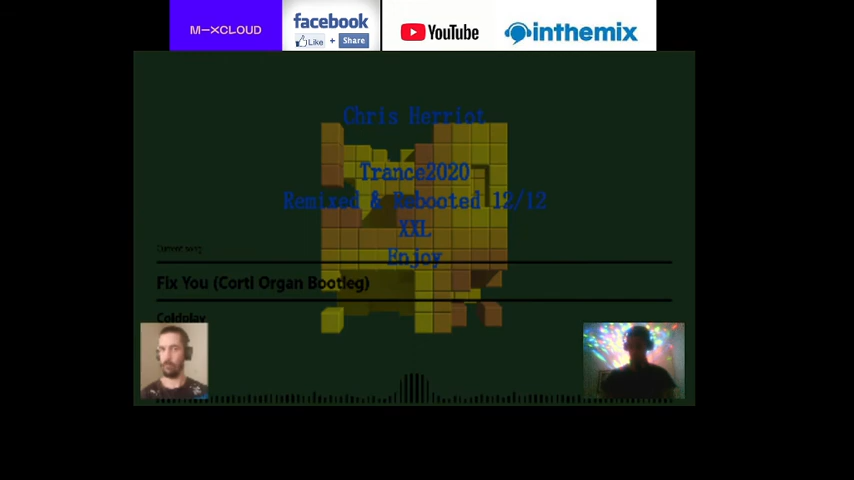 M-XCLOUD
facebook
Like + Share
YouTube
inthemix
Chris Herriot
Trance2020
Remixed & Rebooted 12/12
XXL
Enjoy
Fix You (Corti Organ Bootleg)
Coldplay